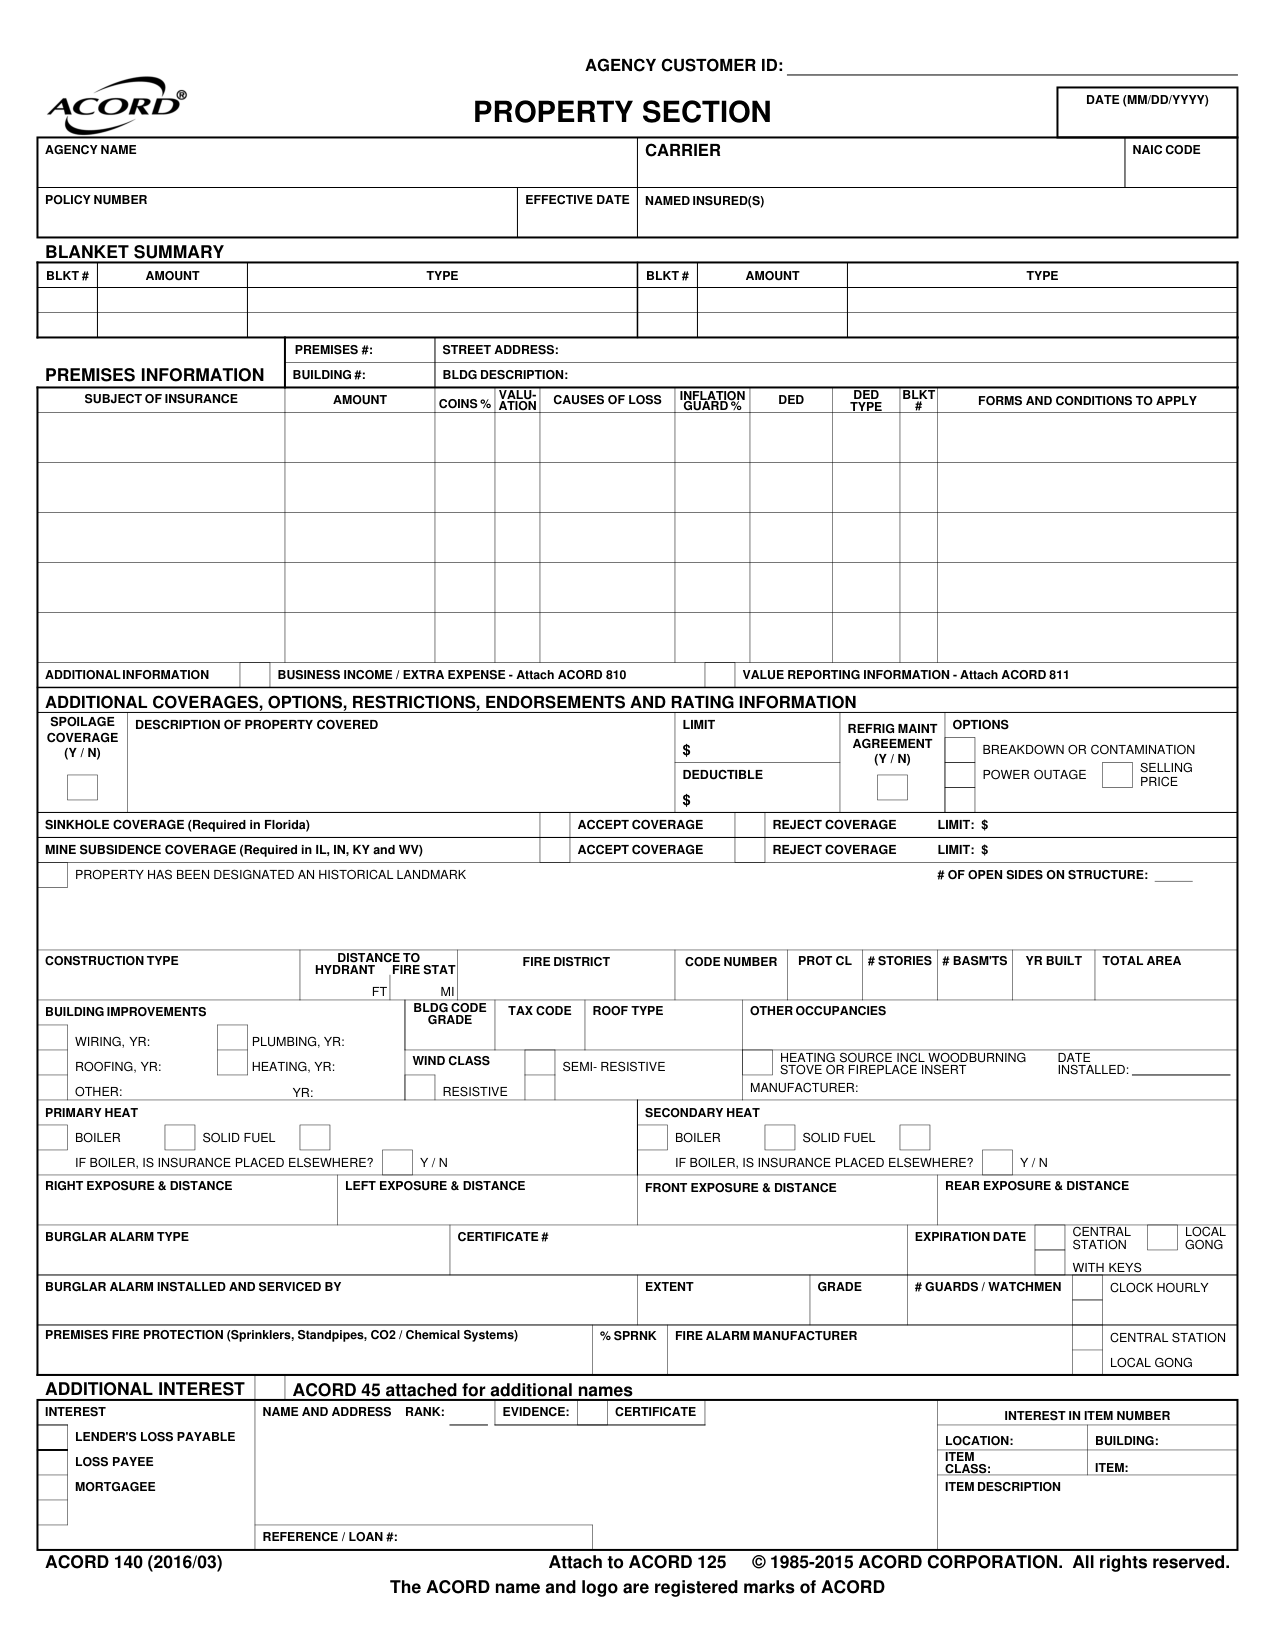 AGENCY CUSTOMER ID:
ACORD®
PROPERTY SECTION
DATE (MM/DD/YYYY)
AGENCY NAME
CARRIER
NAIC CODE
POLICY NUMBER
EFFECTIVE DATE
NAMED INSURED(S)
BLANKET SUMMARY
BLKT # AMOUNT TYPE BLKT # AMOUNT TYPE
PREMISES #: STREET ADDRESS:
PREMISES INFORMATION BUILDING #: BLDG DESCRIPTION:
SUBJECT OF INSURANCE AMOUNT COINS % VALU-ATION CAUSES OF LOSS INFLATION GUARD % DED DED TYPE BLKT # FORMS AND CONDITIONS TO APPLY
ADDITIONAL INFORMATION BUSINESS INCOME / EXTRA EXPENSE - Attach ACORD 810 VALUE REPORTING INFORMATION - Attach ACORD 811
ADDITIONAL COVERAGES, OPTIONS, RESTRICTIONS, ENDORSEMENTS AND RATING INFORMATION
SPOILAGE
COVERAGE
(Y / N)
DESCRIPTION OF PROPERTY COVERED
LIMIT
$
DEDUCTIBLE
$
REFRIG MAINT
AGREEMENT
(Y / N)
OPTIONS
BREAKDOWN OR CONTAMINATION
POWER OUTAGE
SELLING
PRICE
SINKHOLE COVERAGE (Required in Florida) ACCEPT COVERAGE REJECT COVERAGE LIMIT: $
MINE SUBSIDENCE COVERAGE (Required in IL, IN, KY and WV) ACCEPT COVERAGE REJECT COVERAGE LIMIT: $
PROPERTY HAS BEEN DESIGNATED AN HISTORICAL LANDMARK # OF OPEN SIDES ON STRUCTURE: _____
CONSTRUCTION TYPE
DISTANCE TO
HYDRANT FIRE STAT
FT MI
FIRE DISTRICT CODE NUMBER PROT CL # STORIES # BASM'TS YR BUILT TOTAL AREA
BUILDING IMPROVEMENTS
WIRING, YR: PLUMBING, YR:
ROOFING, YR: HEATING, YR:
OTHER: YR:
BLDG CODE
GRADE
TAX CODE
ROOF TYPE
OTHER OCCUPANCIES
WIND CLASS SEMI- RESISTIVE
RESISTIVE
HEATING SOURCE INCL WOODBURNING
STOVE OR FIREPLACE INSERT
DATE
INSTALLED:
MANUFACTURER:
PRIMARY HEAT
BOILER SOLID FUEL
IF BOILER, IS INSURANCE PLACED ELSEWHERE? Y / N
SECONDARY HEAT
BOILER SOLID FUEL
IF BOILER, IS INSURANCE PLACED ELSEWHERE? Y / N
RIGHT EXPOSURE & DISTANCE LEFT EXPOSURE & DISTANCE FRONT EXPOSURE & DISTANCE REAR EXPOSURE & DISTANCE
BURGLAR ALARM TYPE CERTIFICATE # EXPIRATION DATE
CENTRAL
STATION
LOCAL
GONG
WITH KEYS
BURGLAR ALARM INSTALLED AND SERVICED BY EXTENT GRADE # GUARDS / WATCHMEN CLOCK HOURLY
PREMISES FIRE PROTECTION (Sprinklers, Standpipes, CO2 / Chemical Systems) % SPRNK FIRE ALARM MANUFACTURER CENTRAL STATION
LOCAL GONG
ADDITIONAL INTEREST ACORD 45 attached for additional names
INTEREST
LENDER'S LOSS PAYABLE
LOSS PAYEE
MORTGAGEE
NAME AND ADDRESS RANK: EVIDENCE: CERTIFICATE
REFERENCE / LOAN #:
INTEREST IN ITEM NUMBER
LOCATION: BUILDING:
ITEM
CLASS: ITEM:
ITEM DESCRIPTION
ACORD 140 (2016/03) Attach to ACORD 125 © 1985-2015 ACORD CORPORATION. All rights reserved.
The ACORD name and logo are registered marks of ACORD